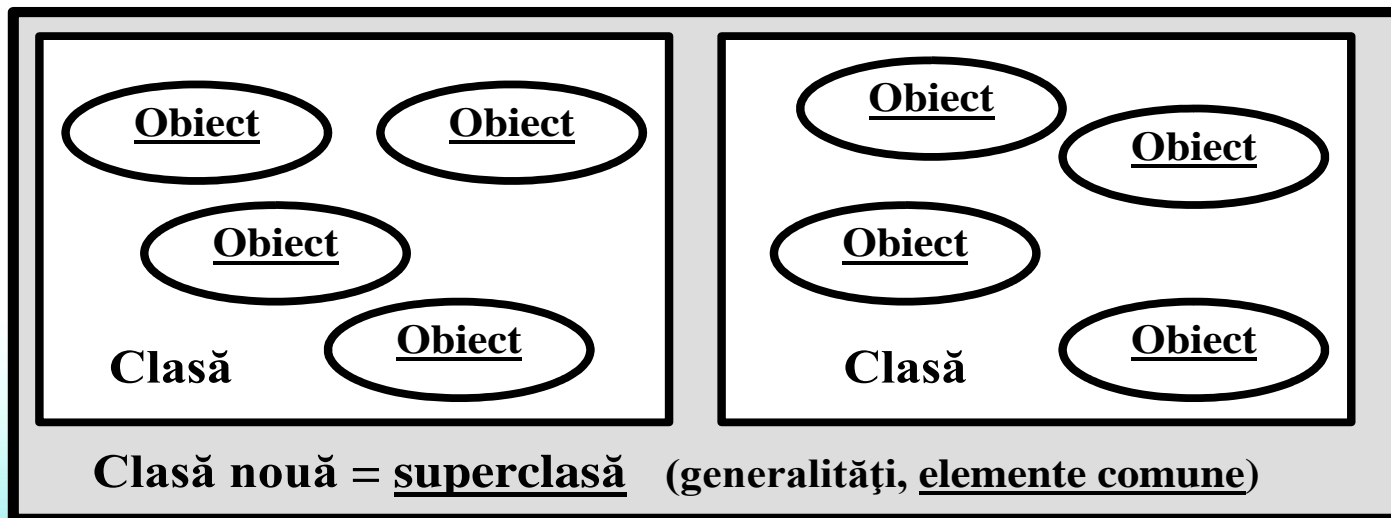 Obiect
Obiect
Obiect
Obiect
Clasă
Obiect
Obiect
Obiect
Obiect
Clasă
Clasă nouă = superclasă (generalităţi, elemente comune)